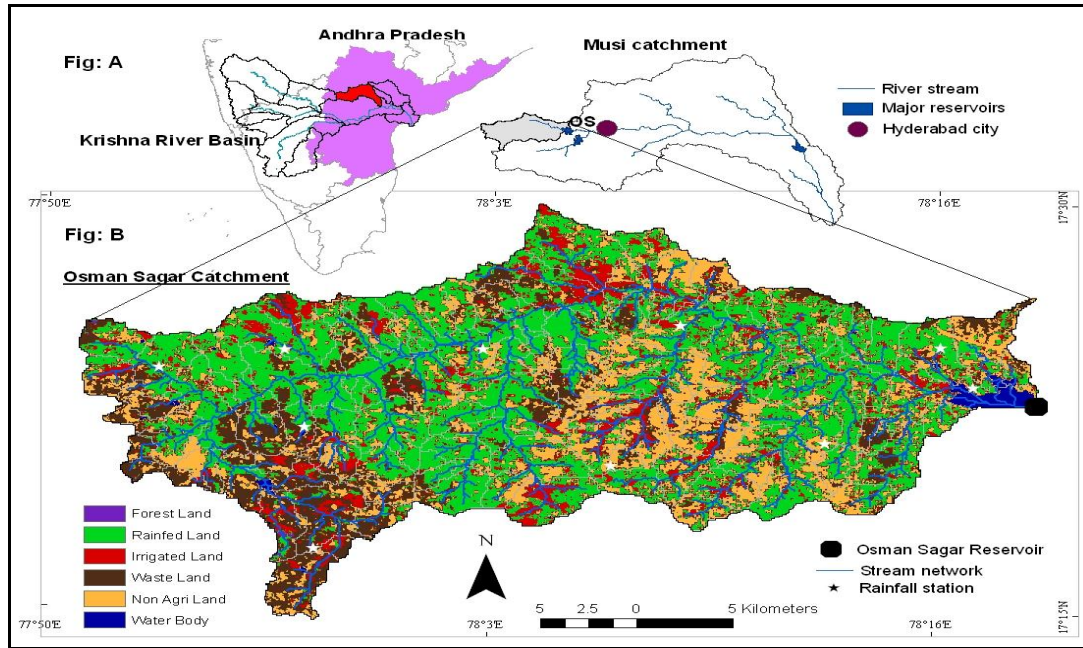 Andhra Pradesh
Musi catchment
Fig: A
River stream
Major reservoirs
Hyderabad city
OS
Krishna River Basin
77°50'E
78°3'E
78°16'E
17°30'N
Fig: B
Osman Sagar Catchment
Forest Land
Rainfed Land
Irrigated Land
Waste Land
Non Agri Land
Water Body
N
Osman Sagar Reservoir
Stream network
Rainfall station
5 2.5 0 5 Kilometers
77°50'E
78°3'E
78°16'E
17°15'N